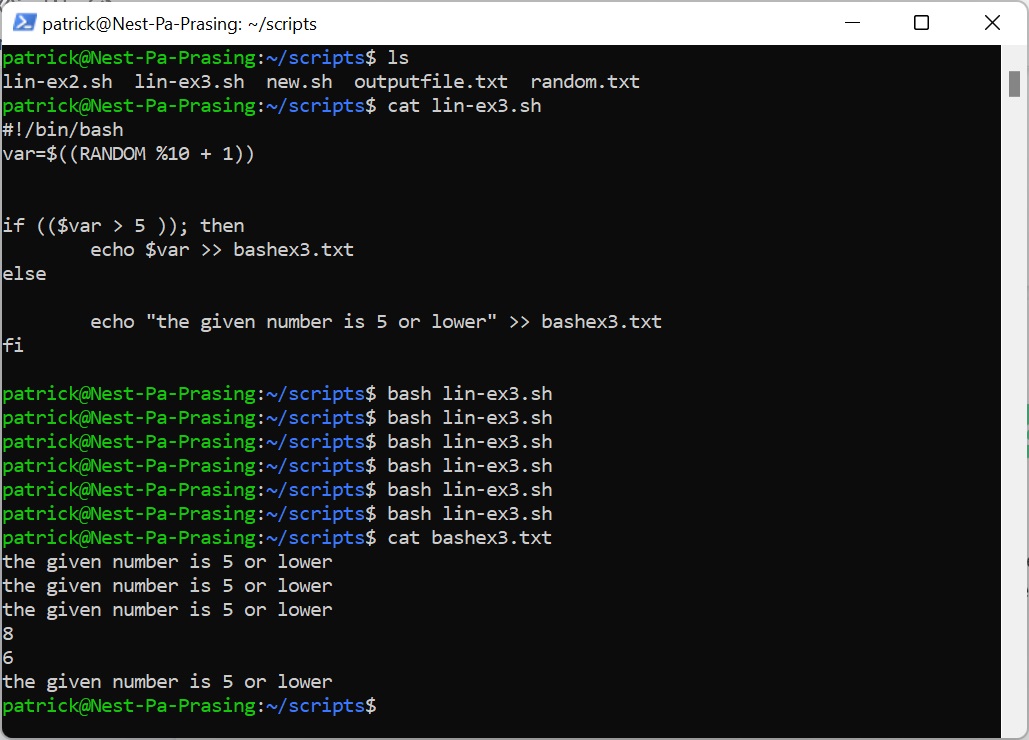 patrick@Nest-Pa-Prasing: ~/scripts
patrick@Nest-Pa-Prasing:~/scripts$ ls
lin-ex2.sh  lin-ex3.sh  new.sh  outputfile.txt  random.txt
patrick@Nest-Pa-Prasing:~/scripts$ cat lin-ex3.sh
#!/bin/bash
var=$((RANDOM %10 + 1))
if (($var > 5 )); then
        echo $var >> bashex3.txt
else
        echo "the given number is 5 or lower" >> bashex3.txt
fi
patrick@Nest-Pa-Prasing:~/scripts$ bash lin-ex3.sh
patrick@Nest-Pa-Prasing:~/scripts$ bash lin-ex3.sh
patrick@Nest-Pa-Prasing:~/scripts$ bash lin-ex3.sh
patrick@Nest-Pa-Prasing:~/scripts$ bash lin-ex3.sh
patrick@Nest-Pa-Prasing:~/scripts$ bash lin-ex3.sh
patrick@Nest-Pa-Prasing:~/scripts$ bash lin-ex3.sh
patrick@Nest-Pa-Prasing:~/scripts$ cat bashex3.txt
the given number is 5 or lower
the given number is 5 or lower
the given number is 5 or lower
8
6
the given number is 5 or lower
patrick@Nest-Pa-Prasing:~/scripts$